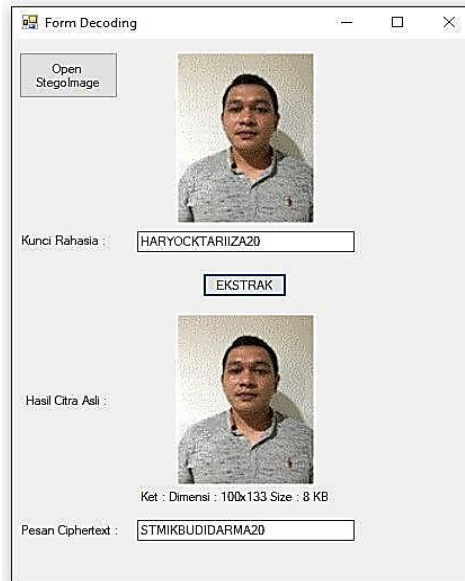 Form Decoding
Open
StegoImage
Kunci Rahasia :
HARYOCKTARIIZA20
EKSTRAK
Hasil Citra Asli :
Ket : Dimensi : 100x133 Size : 8 KB
Pesan Ciphertext :
STMIKBUDIDARMA20